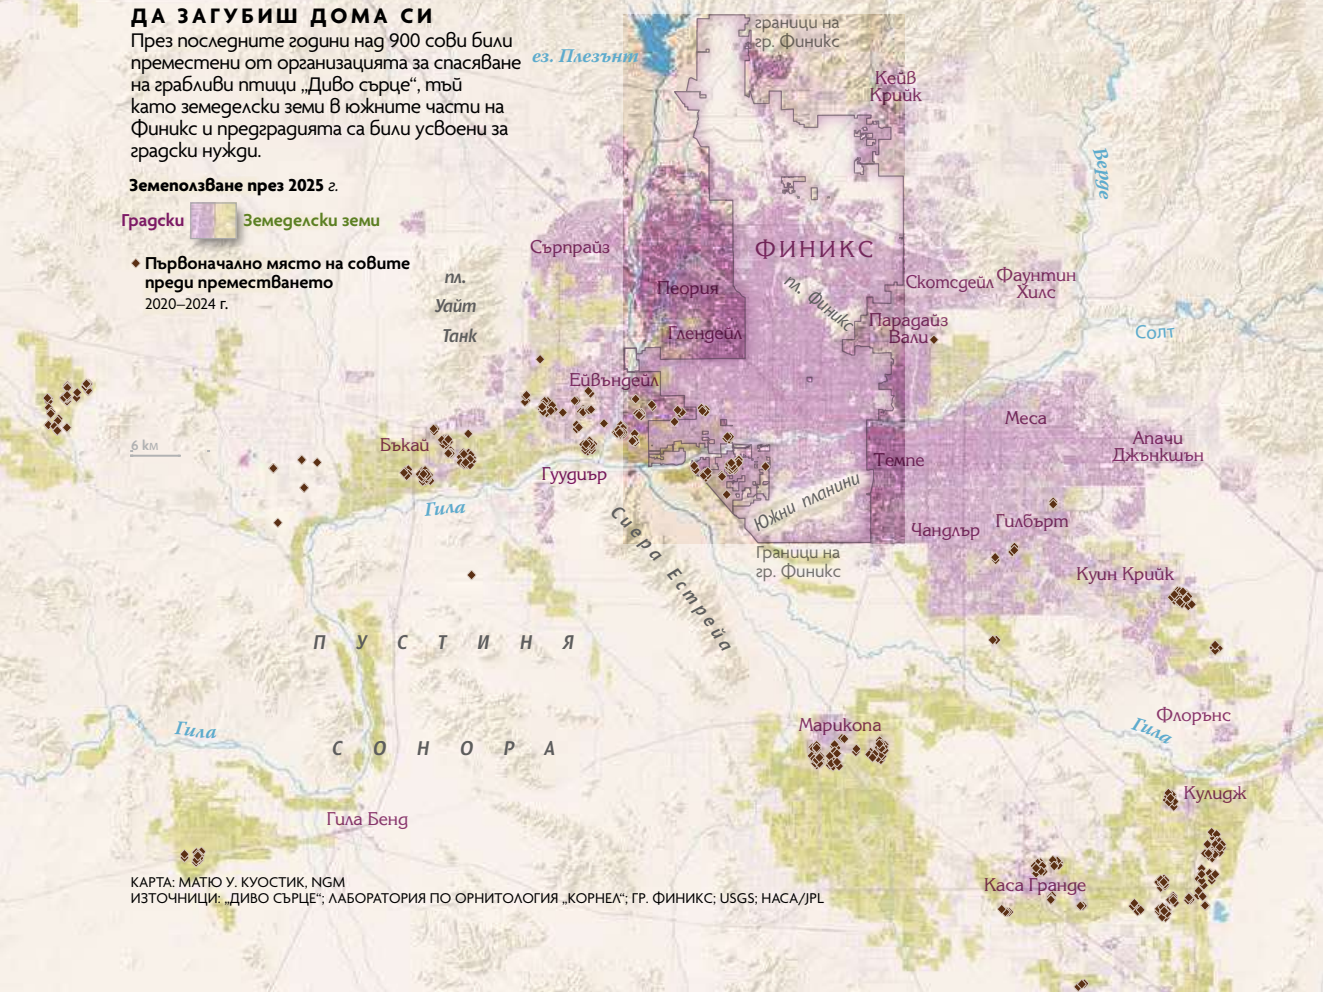 ДА ЗАГУБИШ ДОМА СИ
През последните години над 900 сови били
преместени от организацията за спасяване
на грабливи птици „Диво сърце“, тъй
като земеделски земи в южните части на
Финикс и предградията са били усвоени за
градски нужди.
Земеползване през 2025 г.
Градски
Земеделски земи
Първоначално място на совите
преди преместването
2020–2024 г.
ез. Плезънт
граници на
гр. Финикс
Кейв
Крийк
Верде
Сърпрайз
ФИНИКС
пл.
Уайт
Танк
Пеория
пл. Финикс
Скотсдейл
Фаунтин
Хилс
Глендейл
Парадайз
Вали
Солт
Ейвъндейл
Меса
6 км
Бъкай
Апачи
Джънкшън
Гуудиър
Темпе
Гила
Южни планини
Сиера Естрейа
Чандлър
Гилбърт
Граници на
гр. Финикс
Куин Крийк
ПУСТИНЯ
Флорънс
Марикопа
Гила
Гила
СОНОРА
Кулидж
Гила Бенд
Каса Гранде
КАРТА: МАТЮ У. КУОСТИК, NGM
ИЗТОЧНИЦИ: „ДИВО СЪРЦЕ“; ЛАБОРАТОРИЯ ПО ОРНИТОЛОГИЯ „КОРНЕЛ“; ГР. ФИНИКС; USGS; НАСА/JPL